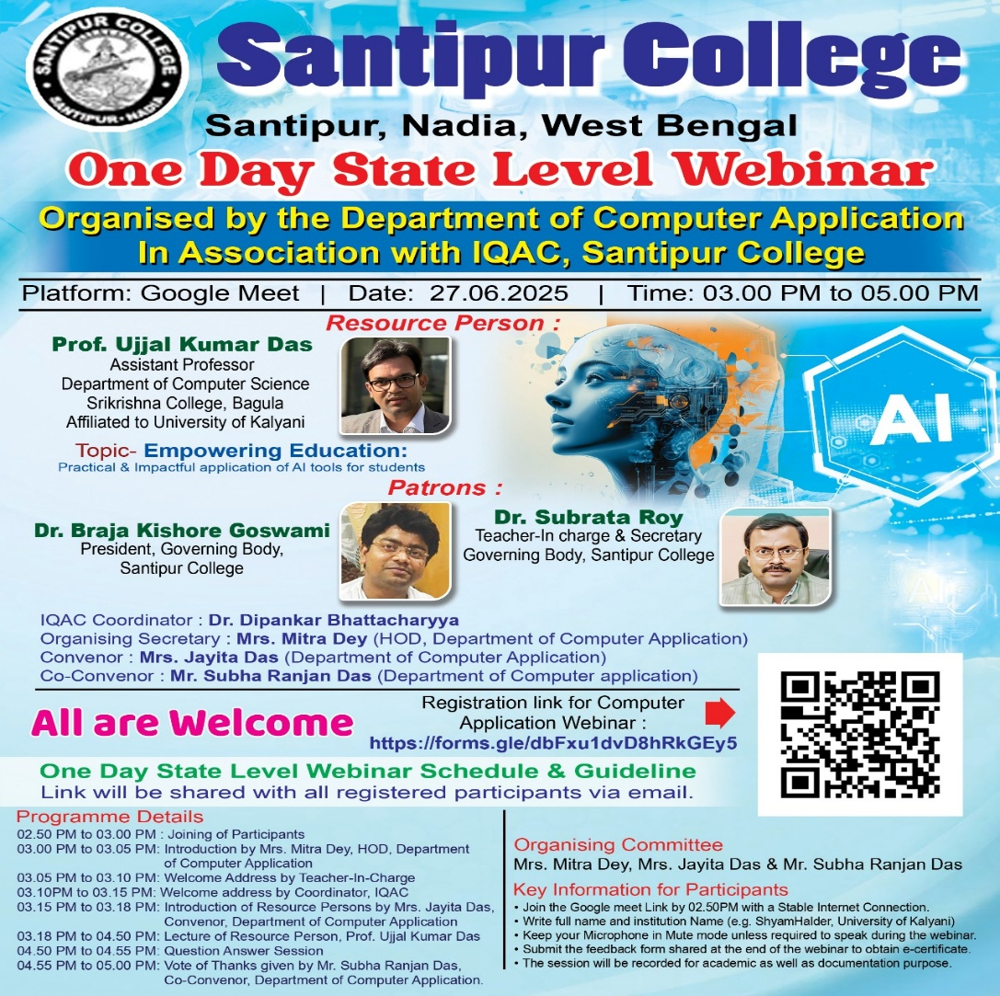 SANTIPUR COLLEGE
SANTIPUR • NADIA
Santipur College
Santipur, Nadia, West Bengal
One Day State Level Webinar
Organised by the Department of Computer Application
In Association with IQAC, Santipur College
Platform: Google Meet | Date: 27.06.2025 | Time: 03.00 PM to 05.00 PM
Resource Person :
Prof. Ujjal Kumar Das
Assistant Professor
Department of Computer Science
Srikrishna College, Bagula
Affiliated to University of Kalyani
Topic- Empowering Education:
Practical & Impactful application of AI tools for students
AI
Patrons :
Dr. Braja Kishore Goswami
President, Governing Body,
Santipur College
Dr. Subrata Roy
Teacher-In charge & Secretary
Governing Body, Santipur College
AI
IQAC Coordinator : Dr. Dipankar Bhattacharyya
Organising Secretary : Mrs. Mitra Dey (HOD, Department of Computer Application)
Convenor : Mrs. Jayita Das (Department of Computer Application)
Co-Convenor : Mr. Subha Ranjan Das (Department of Computer application)
All are Welcome
Registration link for Computer
Application Webinar :
https://forms.gle/dbFxu1dvD8hRkGEy5
One Day State Level Webinar Schedule & Guideline
Link will be shared with all registered participants via email.
Programme Details
02.50 PM to 03.00 PM : Joining of Participants
03.00 PM to 03.05 PM: Introduction by Mrs. Mitra Dey, HOD, Department
of Computer Application
03.05 PM to 03.10 PM: Welcome Address by Teacher-In-Charge
03.10PM to 03.15 PM: Welcome address by Coordinator, IQAC
03.15 PM to 03.18 PM: Introduction of Resource Persons by Mrs. Jayita Das,
Convenor, Department of Computer Application
03.18 PM to 04.50 PM: Lecture of Resource Person, Prof. Ujjal Kumar Das
04.50 PM to 04.55 PM: Question Answer Session
04.55 PM to 05.00 PM: Vote of Thanks given by Mr. Subha Ranjan Das,
Co-Convenor, Department of Computer Application.
Organising Committee
Mrs. Mitra Dey, Mrs. Jayita Das & Mr. Subha Ranjan Das
Key Information for Participants
• Join the Google meet Link by 02.50PM with a Stable Internet Connection.
• Write full name and institution Name (e.g. ShyamHalder, University of Kalyani)
• Keep your Microphone in Mute mode unless required to speak during the webinar.
• Submit the feedback form shared at the end of the webinar to obtain e-certificate.
• The session will be recorded for academic as well as documentation purpose.